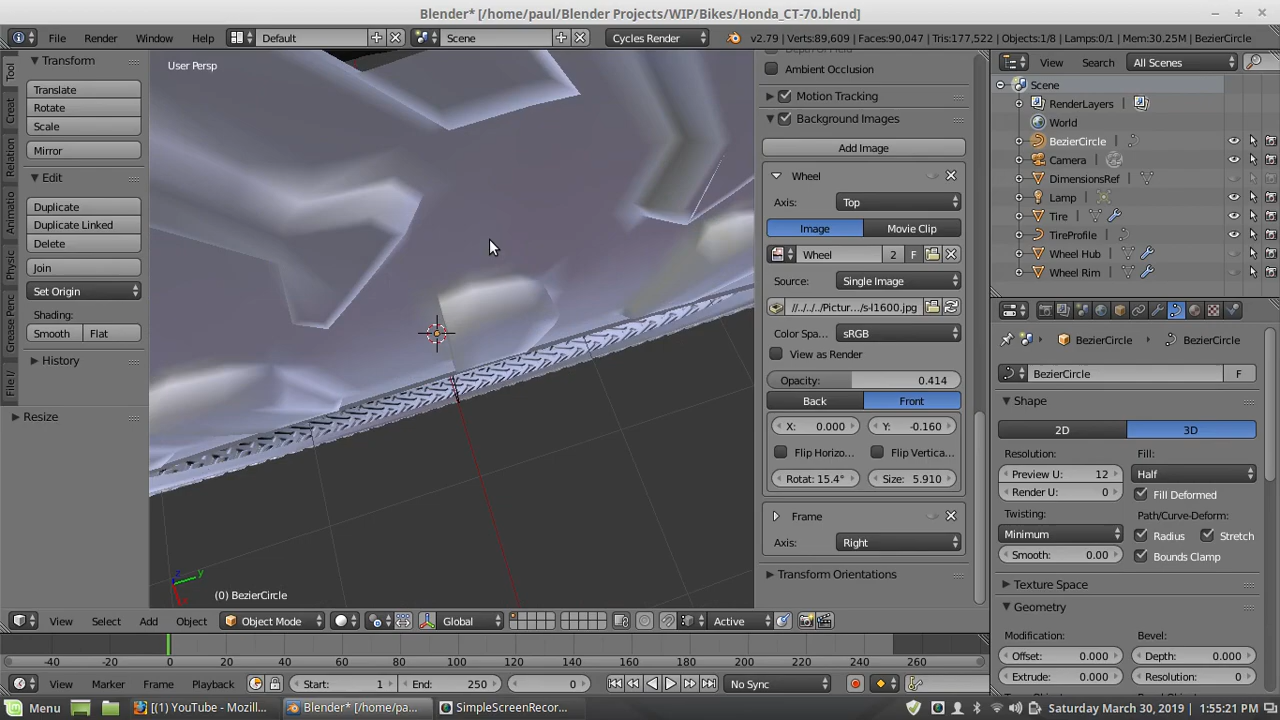 Blender* [/home/paul/Blender Projects/WIP/Bikes/Honda_CT-70.blend]
File Render Window Help Default Scene Cycles Render v2.79 | Verts:89,609 | Faces:90,047 | Tris:177,522 | Objects:1/8 | Lamps:0/1 | Mem:30.25M | BezierCircle
Tool
Creat
Relation
Animatio
Physic
Grease Penc
File I/
Transform
Translate
Rotate
Scale
Mirror
Edit
Duplicate
Duplicate Linked
Delete
Join
Set Origin
Shading:
Smooth Flat
History
Resize
User Persp
(0) BezierCircle
Ambient Occlusion
Motion Tracking
Background Images
Add Image
Wheel
Axis: Top
Image Movie Clip
Wheel 2 F
Source: Single Image
//../../../Pictur.../s-l1600.jpg
Color Spa... sRGB
View as Render
Opacity: 0.414
Back Front
X: 0.000 Y: -0.160
Flip Horizo... Flip Vertica...
Rotat: 15.4° Size: 5.910
Frame
Axis: Right
Transform Orientations
View Search All Scenes
Scene
RenderLayers
World
BezierCircle
Camera
DimensionsRef
Lamp
Tire
TireProfile
Wheel Hub
Wheel Rim
BezierCircle BezierCircle
BezierCircle F
Shape
2D 3D
Resolution: Fill:
Preview U: 12 Half
Render U: 0 Fill Deformed
Twisting: Path/Curve-Deform:
Minimum Radius Stretch
Smooth: 0.00 Bounds Clamp
Texture Space
Geometry
Modification: Bevel:
Offset: 0.000 Depth: 0.000
Extrude: 0.000 Resolution: 0
View Select Add Object Object Mode Global Active
-40 -20 0 20 40 60 80 100 120 140 160 180 200 220 240 260
View Marker Frame Playback Start: 1 End: 250 0 No Sync
Menu [(1) YouTube - Mozill... Blender* [/home/pa... SimpleScreenRecor... Saturday March 30, 2019 1:55:21 PM